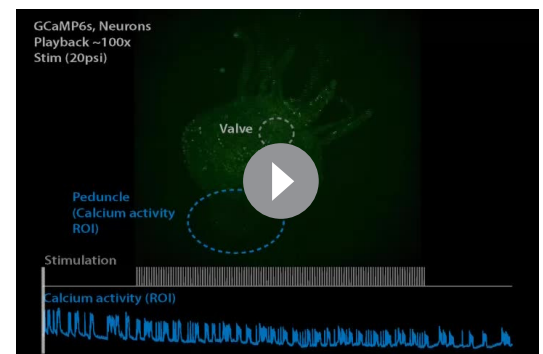 GCaMP6s, Neurons
Playback ~100x
Stim (20psi)
Valve
Peduncle
(Calcium activity
ROI)
Stimulation
Calcium activity (ROI)